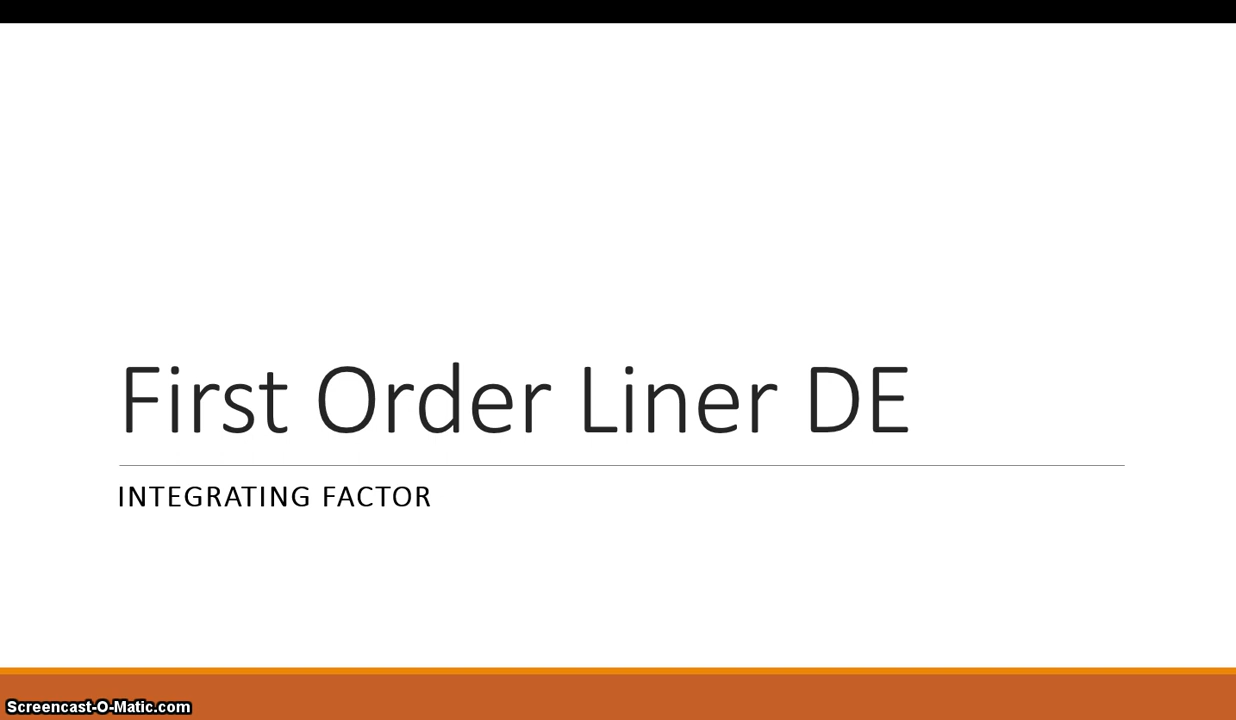 First Order Liner DE
INTEGRATING FACTOR
Screencast-O-Matic.com